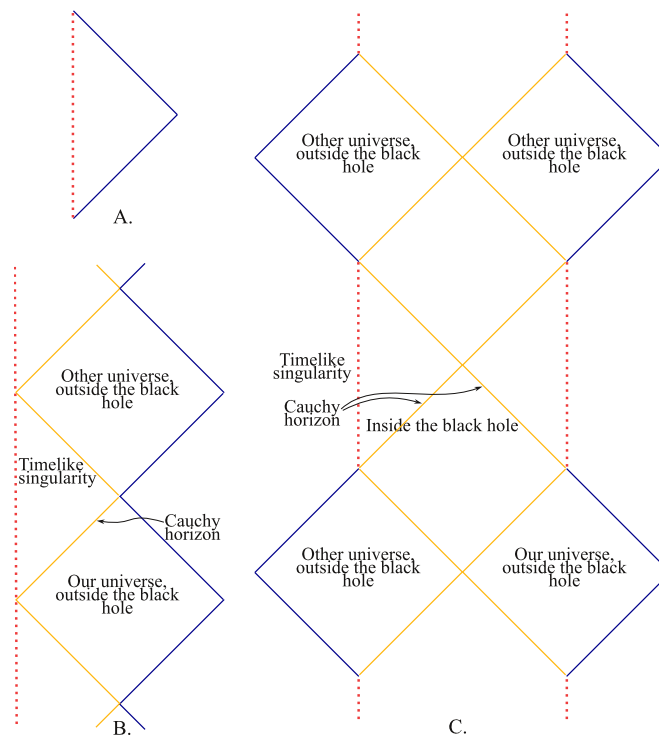 A.
Other universe,
outside the black
hole
Other universe,
outside the black
hole
Other universe,
outside the black
hole
Timelike
singularity
Cauchy
horizon
Our universe,
outside the black
hole
B.
Timelike
singularity
Cauchy
horizon
Inside the black hole
Other universe,
outside the black
hole
Our universe,
outside the black
hole
C.